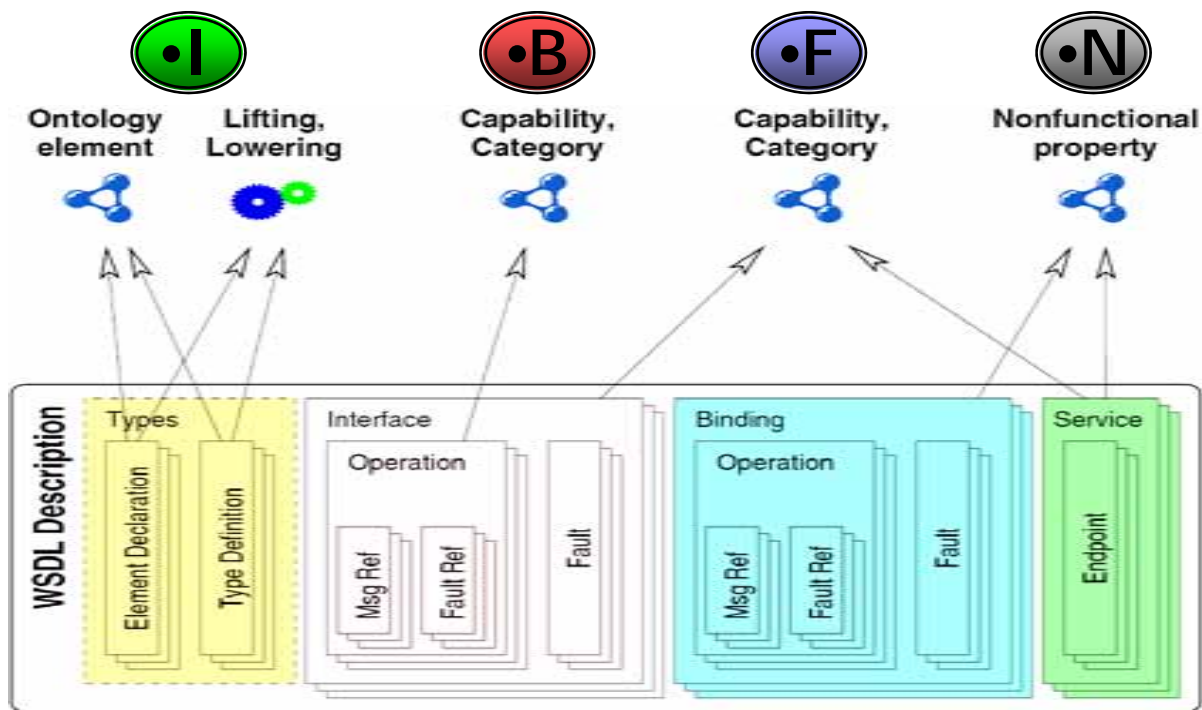 •I
•B
•F
•N
Ontology
element
Lifting,
Lowering
Capability,
Category
Capability,
Category
Nonfunctional
property
WSDL Description
Types
Element Declaration
Type Definition
Interface
Operation
Msg Ref
Fault Ref
Fault
Binding
Operation
Msg Ref
Fault Ref
Fault
Service
Endpoint